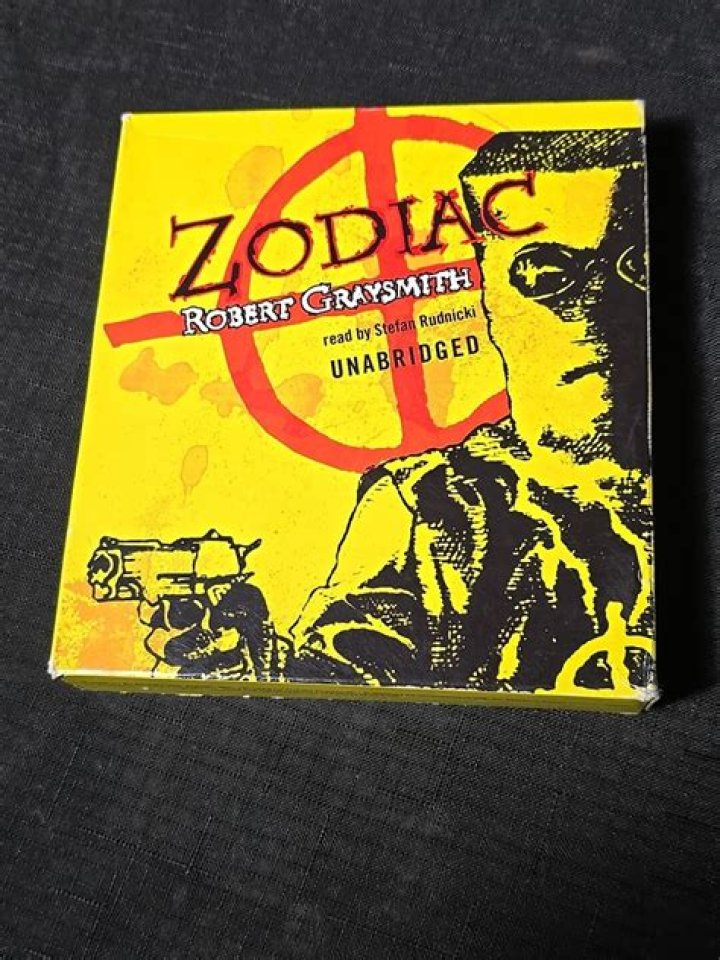 ZODIAC
ROBERT GRAYSMITH
read by Stefan Rudnicki
UNABRIDGED